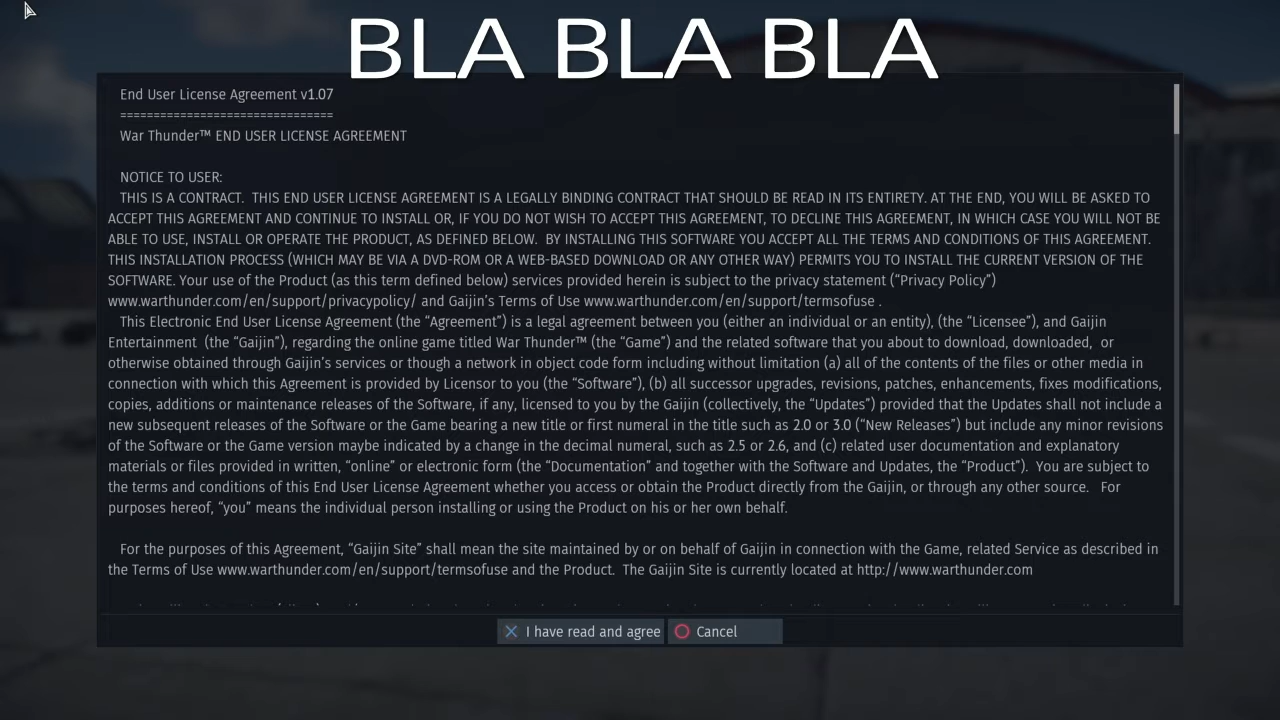 BLA BLA BLA
End User License Agreement v1.07
================================
War Thunder™ END USER LICENSE AGREEMENT
NOTICE TO USER:
THIS IS A CONTRACT.  THIS END USER LICENSE AGREEMENT IS A LEGALLY BINDING CONTRACT THAT SHOULD BE READ IN ITS ENTIRETY. AT THE END, YOU WILL BE ASKED TO
ACCEPT THIS AGREEMENT AND CONTINUE TO INSTALL OR, IF YOU DO NOT WISH TO ACCEPT THIS AGREEMENT, TO DECLINE THIS AGREEMENT, IN WHICH CASE YOU WILL NOT BE
ABLE TO USE, INSTALL OR OPERATE THE PRODUCT, AS DEFINED BELOW.  BY INSTALLING THIS SOFTWARE YOU ACCEPT ALL THE TERMS AND CONDITIONS OF THIS AGREEMENT.
THIS INSTALLATION PROCESS (WHICH MAY BE VIA A DVD-ROM OR A WEB-BASED DOWNLOAD OR ANY OTHER WAY) PERMITS YOU TO INSTALL THE CURRENT VERSION OF THE
SOFTWARE. Your use of the Product (as this term defined below) services provided herein is subject to the privacy statement (“Privacy Policy”)
www.warthunder.com/en/support/privacypolicy/ and Gaijin’s Terms of Use www.warthunder.com/en/support/termsofuse .
This Electronic End User License Agreement (the “Agreement”) is a legal agreement between you (either an individual or an entity), (the “Licensee”), and Gaijin
Entertainment  (the “Gaijin”), regarding the online game titled War Thunder™ (the “Game”) and the related software that you about to download, downloaded,  or
otherwise obtained through Gaijin’s services or though a network in object code form including without limitation (a) all of the contents of the files or other media in
connection with which this Agreement is provided by Licensor to you (the “Software”), (b) all successor upgrades, revisions, patches, enhancements, fixes modifications,
copies, additions or maintenance releases of the Software, if any, licensed to you by the Gaijin (collectively, the “Updates”) provided that the Updates shall not include a
new subsequent releases of the Software or the Game bearing a new title or first numeral in the title such as 2.0 or 3.0 (“New Releases”) but include any minor revisions
of the Software or the Game version maybe indicated by a change in the decimal numeral, such as 2.5 or 2.6, and (c) related user documentation and explanatory
materials or files provided in written, “online” or electronic form (the “Documentation” and together with the Software and Updates, the “Product”).  You are subject to
the terms and conditions of this End User License Agreement whether you access or obtain the Product directly from the Gaijin, or through any other source.   For
purposes hereof, “you” means the individual person installing or using the Product on his or her own behalf.
For the purposes of this Agreement, “Gaijin Site” shall mean the site maintained by or on behalf of Gaijin in connection with the Game, related Service as described in
the Terms of Use www.warthunder.com/en/support/termsofuse and the Product.  The Gaijin Site is currently located at http://www.warthunder.com
I have read and agree
Cancel